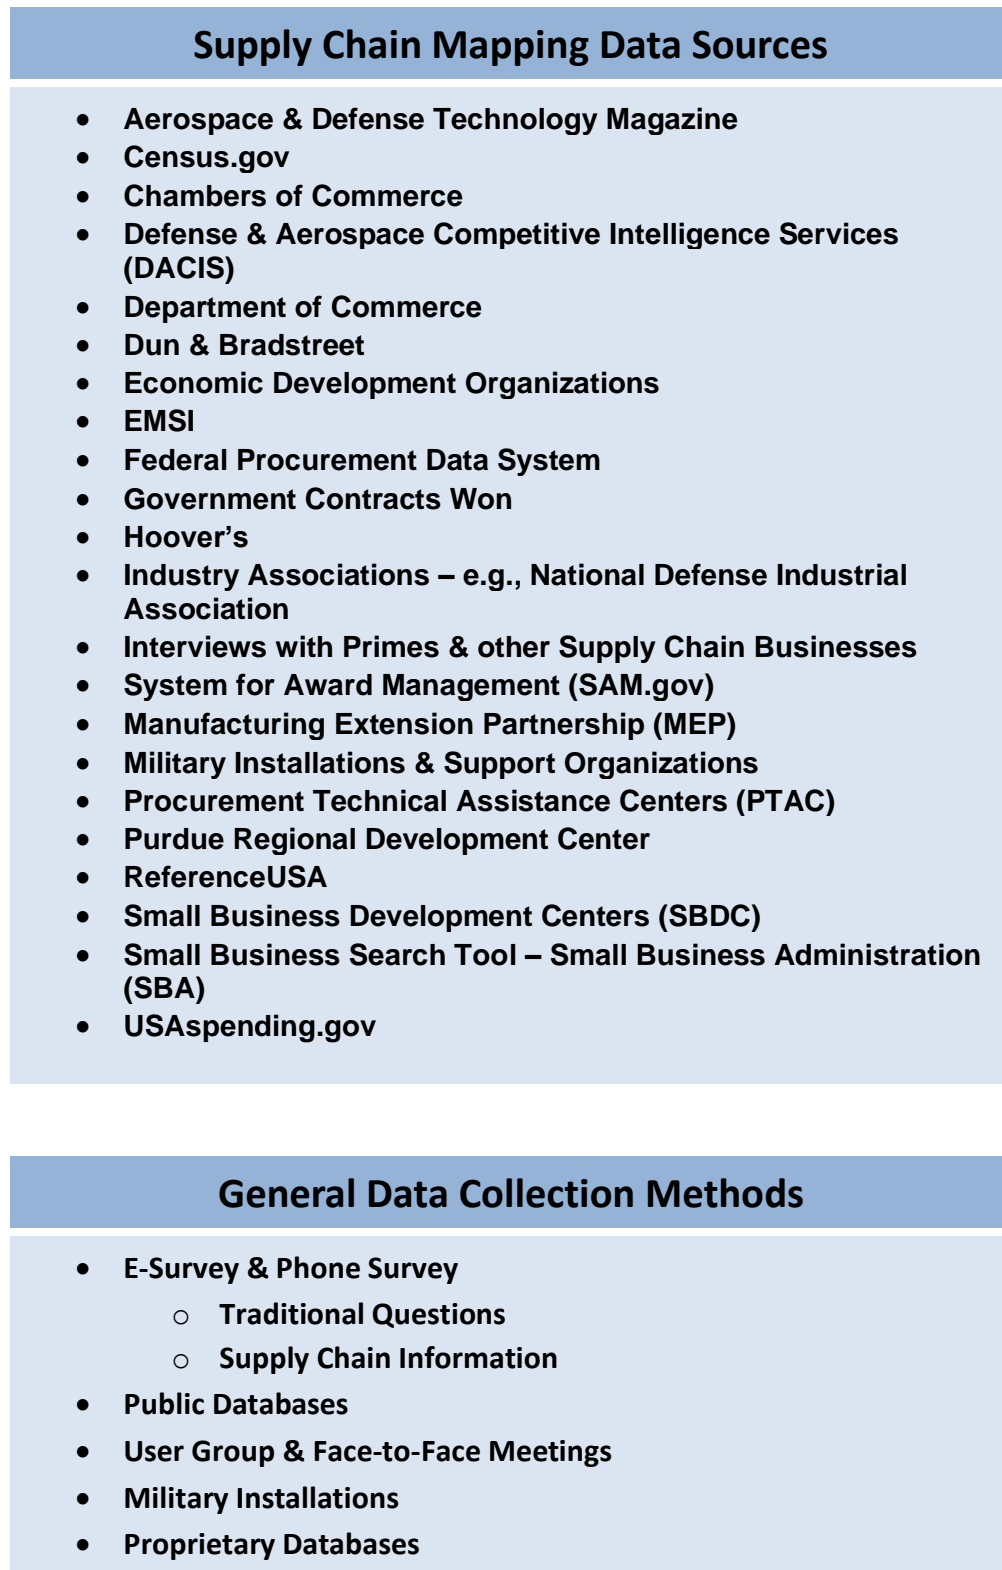 Supply Chain Mapping Data Sources
• Aerospace & Defense Technology Magazine
• Census.gov
• Chambers of Commerce
• Defense & Aerospace Competitive Intelligence Services
(DACIS)
• Department of Commerce
• Dun & Bradstreet
• Economic Development Organizations
• EMSI
• Federal Procurement Data System
• Government Contracts Won
• Hoover’s
• Industry Associations – e.g., National Defense Industrial
Association
• Interviews with Primes & other Supply Chain Businesses
• System for Award Management (SAM.gov)
• Manufacturing Extension Partnership (MEP)
• Military Installations & Support Organizations
• Procurement Technical Assistance Centers (PTAC)
• Purdue Regional Development Center
• ReferenceUSA
• Small Business Development Centers (SBDC)
• Small Business Search Tool – Small Business Administration
(SBA)
• USAspending.gov
General Data Collection Methods
• E-Survey & Phone Survey
o Traditional Questions
o Supply Chain Information
• Public Databases
• User Group & Face-to-Face Meetings
• Military Installations
• Proprietary Databases